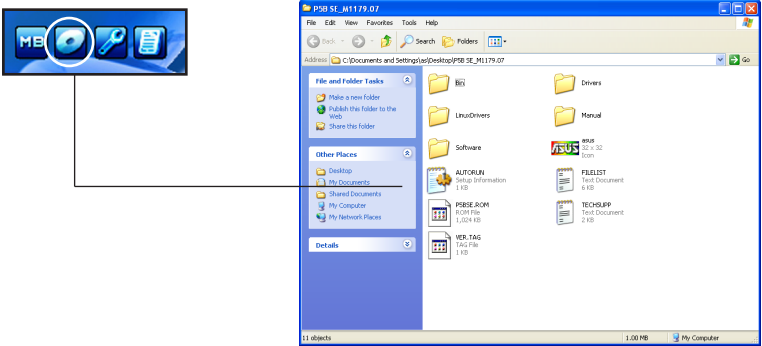 MB
P5B SE_M1179.07
File Edit View Favorites Tools Help
Back Search Folders
Address C:\Documents and Settings\as\Desktop\P5B SE_M1179.07 Go
File and Folder Tasks
Make a new folder
Publish this folder to the
Web
Share this folder
Other Places
Desktop
My Documents
Shared Documents
My Computer
My Network Places
Details
Bin
Drivers
LinuxDrivers
Manual
Software
ASUS
asus
32 x 32
Icon
AUTORUN
Setup Information
1 KB
FILELIST
Text Document
6 KB
P5BSE.ROM
ROM File
1,024 KB
TECHSUPP
Text Document
2 KB
VER.TAG
TAG File
1 KB
11 objects
1.00 MB
My Computer